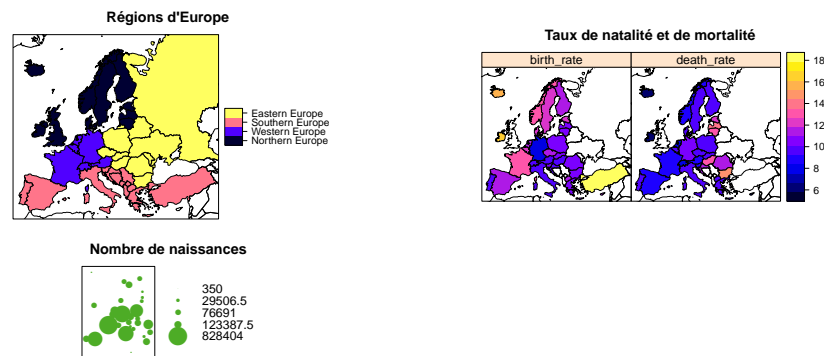 Régions d'Europe
Eastern Europe
Southern Europe
Western Europe
Northern Europe
Taux de natalité et de mortalité
birth_rate
death_rate
18
16
14
12
10
8
6
Nombre de naissances
350
29506.5
76691
123387.5
828404